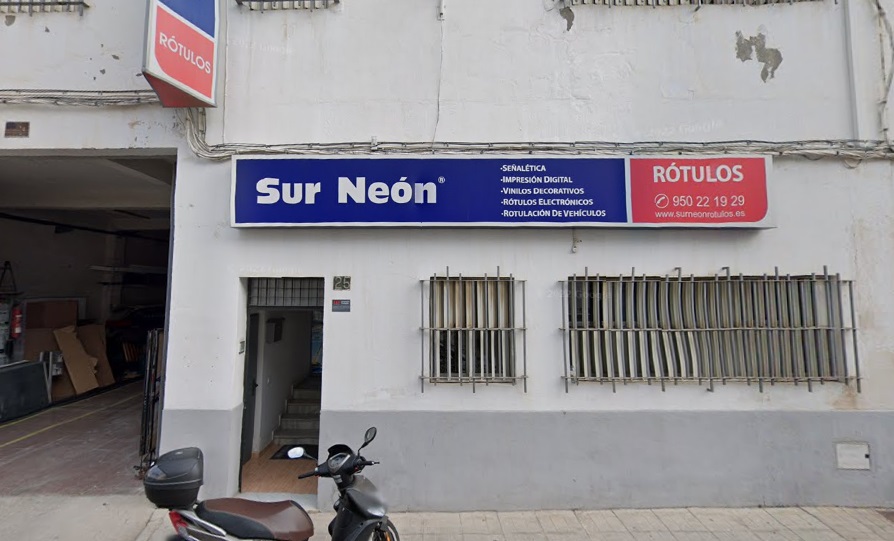 RÓTULOS
Sur Neón®
·SEÑALÉTICA
·IMPRESIÓN DIGITAL
·VINILOS DECORATIVOS
·RÓTULOS ELECTRÓNICOS
·ROTULACIÓN DE VEHÍCULOS
RÓTULOS
950 22 19 29
www.surneonrotulos.es
25